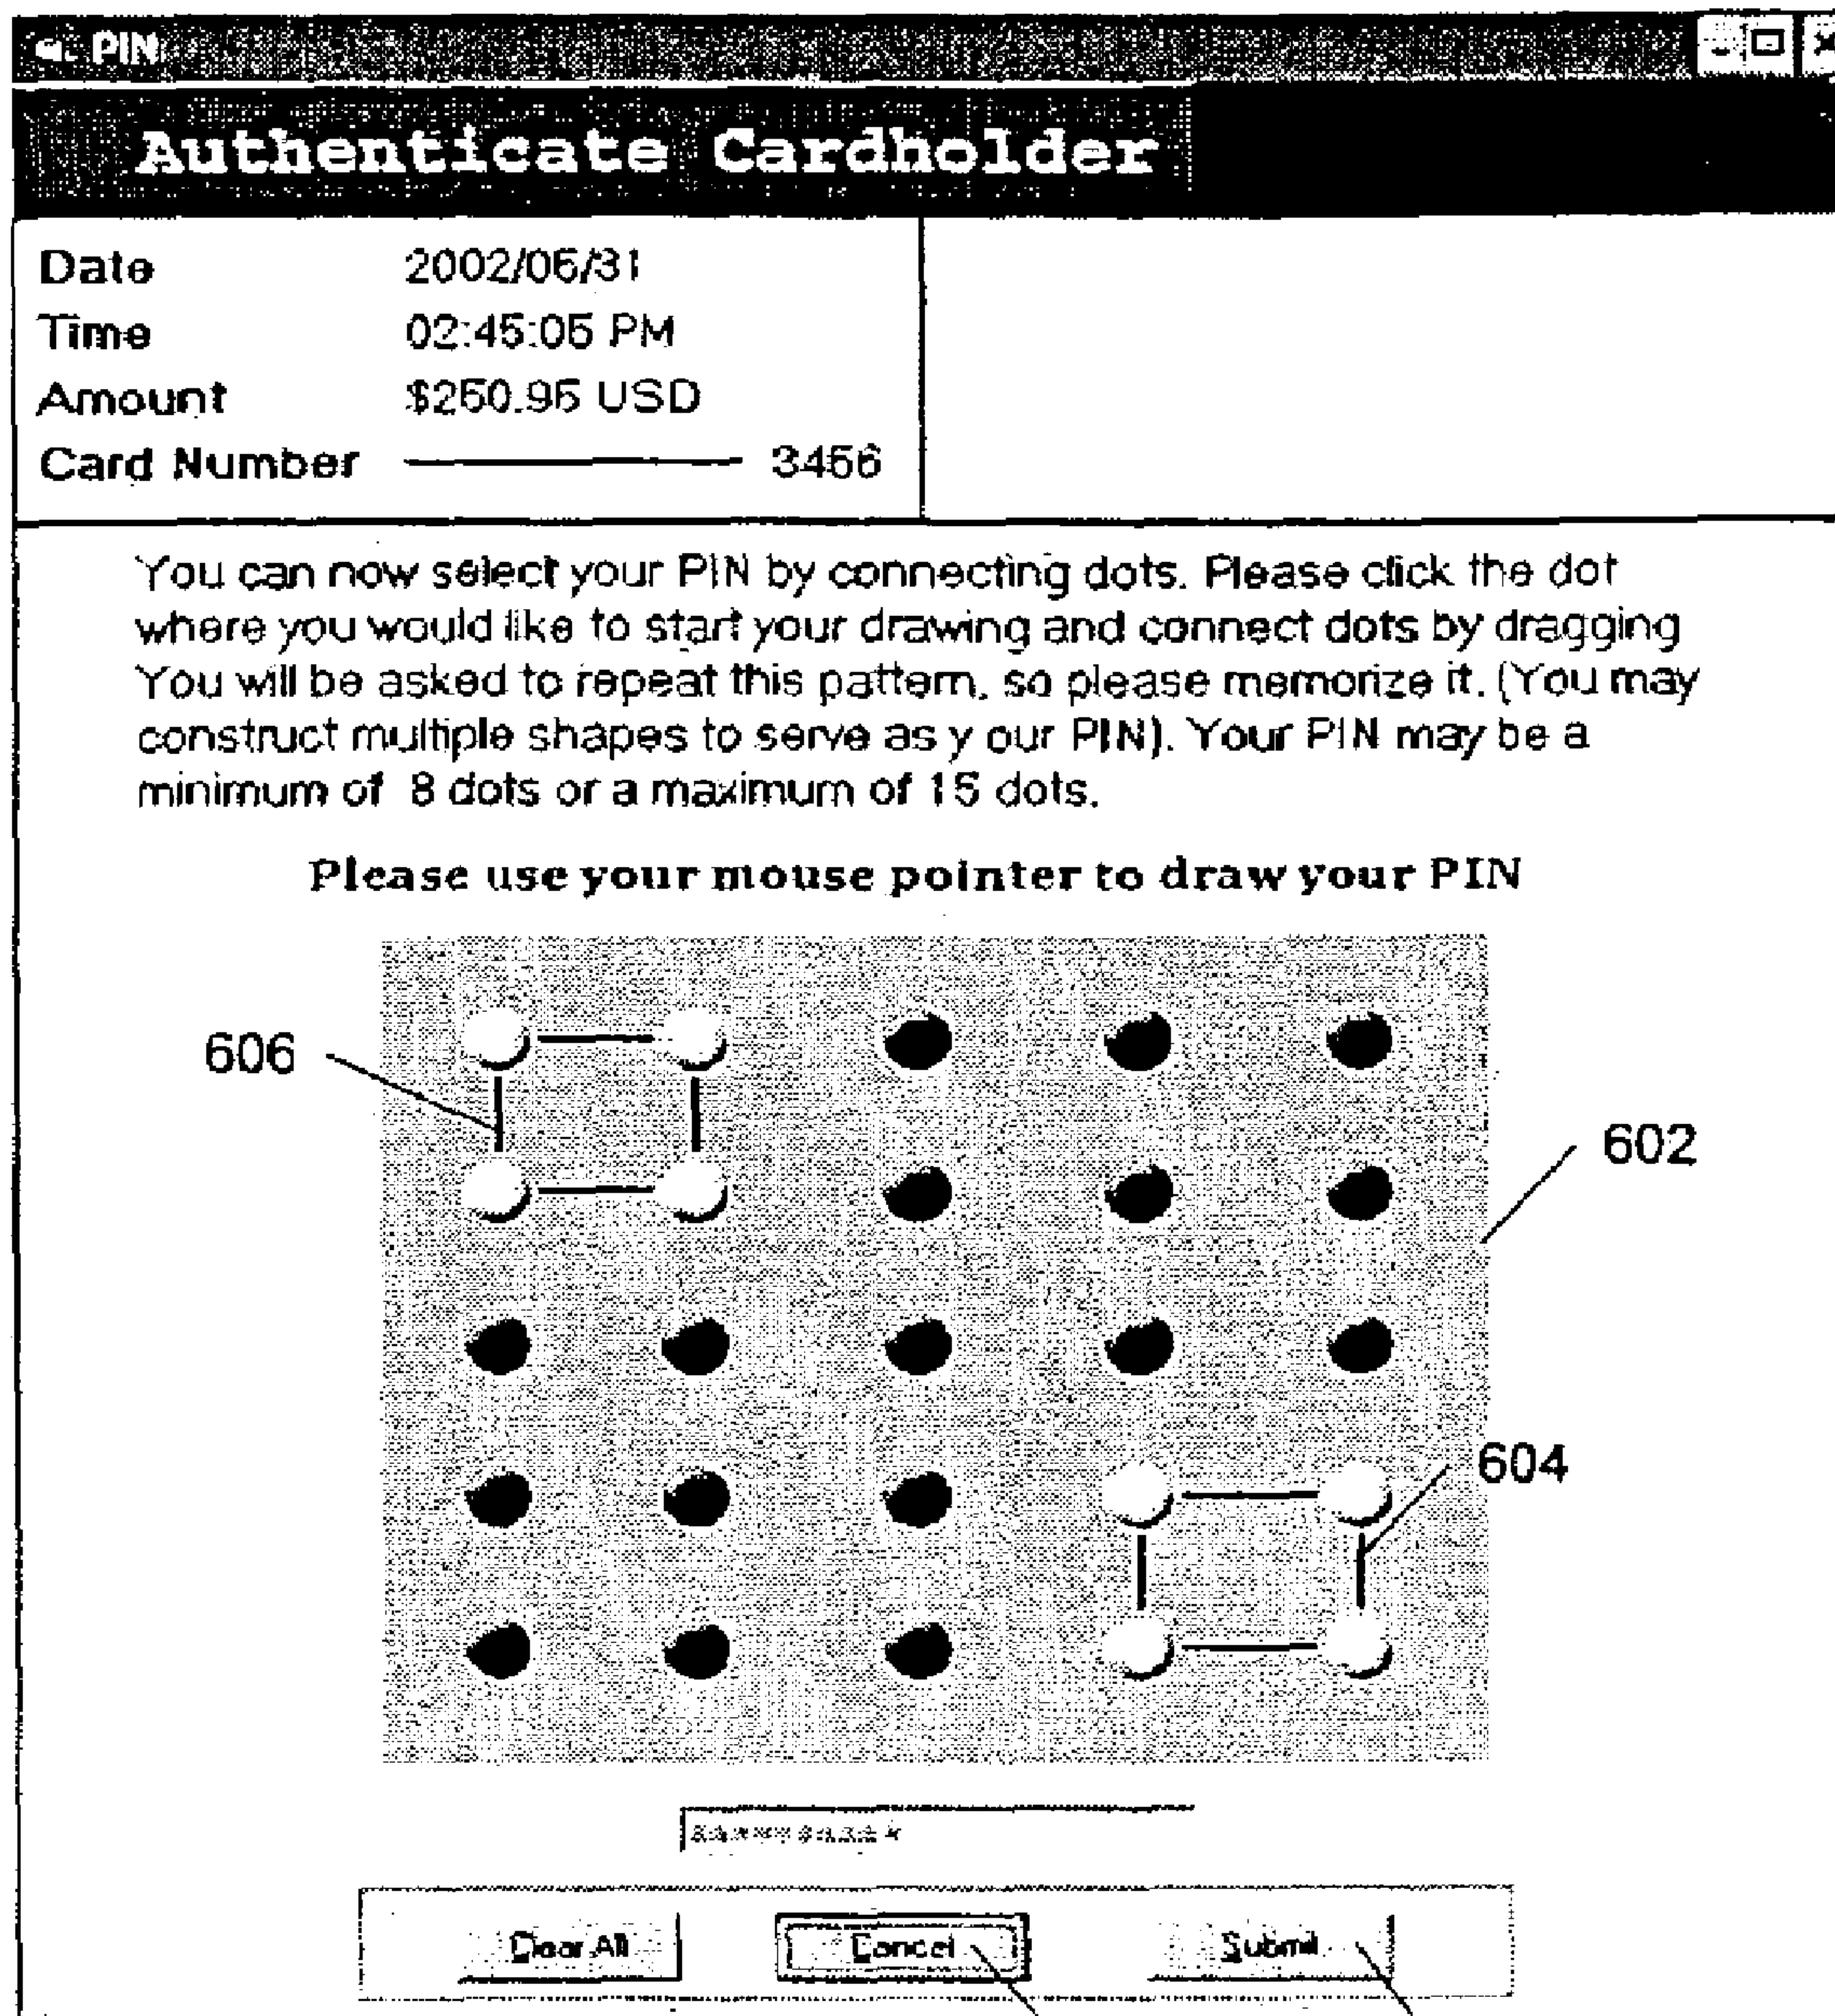 PIN
Authenticate Cardholder
Date 2002/05/31
Time 02:45:05 PM
Amount $250.95 USD
Card Number 3456
You can now select your PIN by connecting dots. Please click the dot
where you would like to start your drawing and connect dots by dragging
You will be asked to repeat this pattern, so please memorize it. (You may
construct multiple shapes to serve as y our PIN). Your PIN may be a
minimum of 8 dots or a maximum of 15 dots.
Please use your mouse pointer to draw your PIN
606
602
604
Clear All Cancel Submit